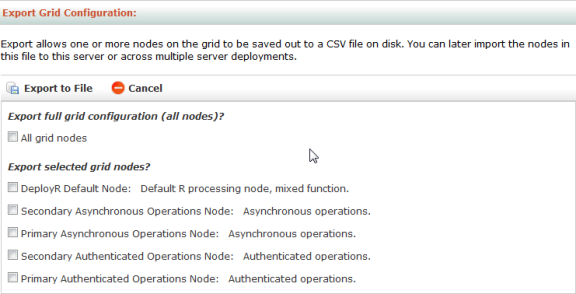 Export Grid Configuration:
Export allows one or more nodes on the grid to be saved out to a CSV file on disk. You can later import the nodes in
this file to this server or across multiple server deployments.
Export to File Cancel
Export full grid configuration (all nodes)?
All grid nodes
Export selected grid nodes?
DeployR Default Node: Default R processing node, mixed function.
Secondary Asynchronous Operations Node: Asynchronous operations.
Primary Asynchronous Operations Node: Asynchronous operations.
Secondary Authenticated Operations Node: Authenticated operations.
Primary Authenticated Operations Node: Authenticated operations.